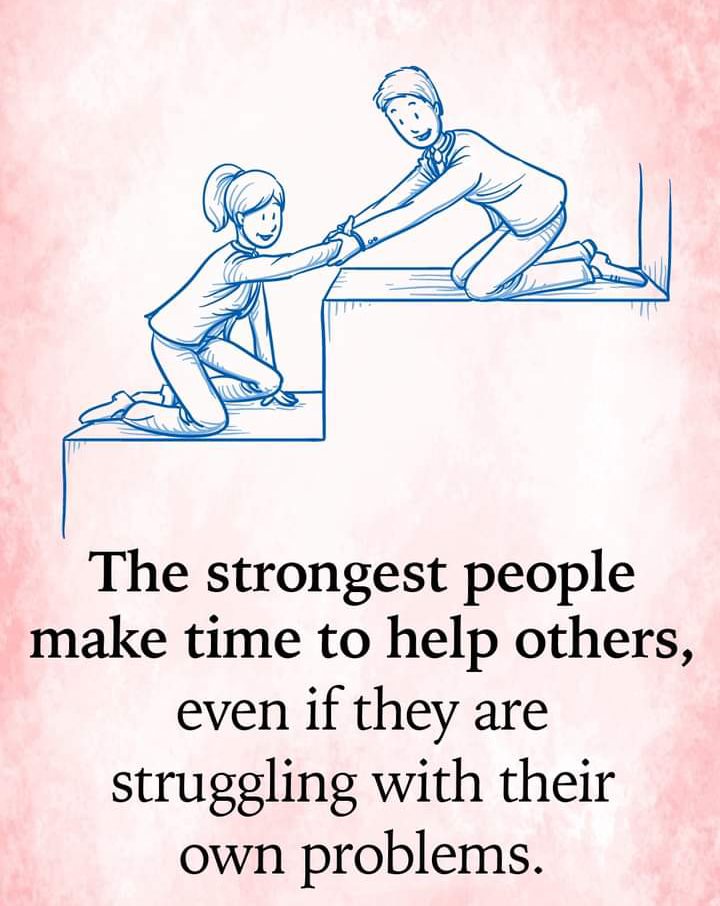 The strongest people
make time to help others,
even if they are
struggling with their
own problems.